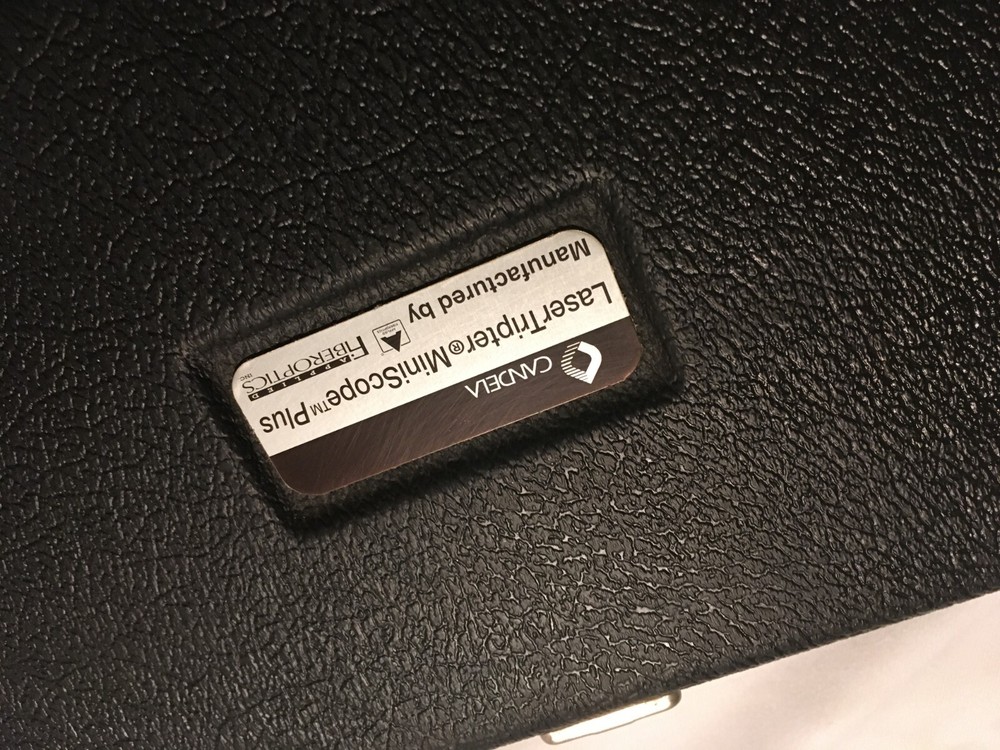 CANDELA
LaserTripter® MiniScope™ Plus
Manufactured by
APPLIED
FIBEROPTICS
INC